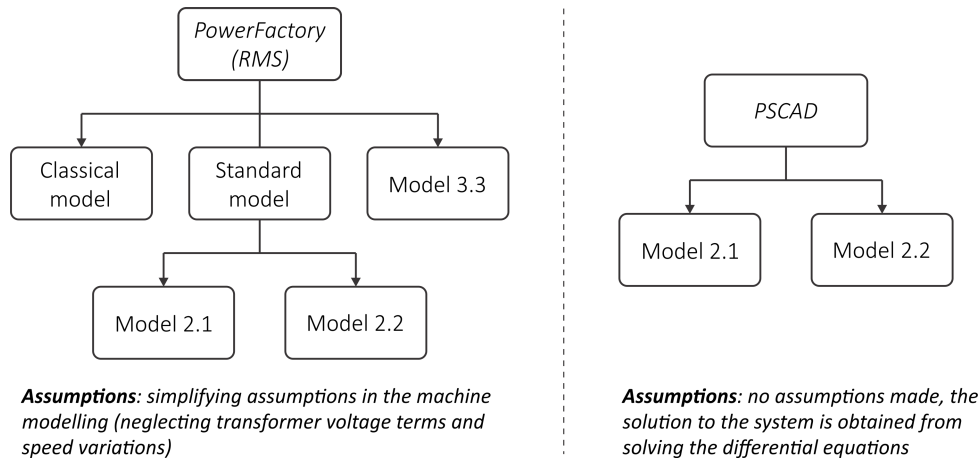 PowerFactory
(RMS)
Classical
model
Standard
model
Model 3.3
Model 2.1
Model 2.2
Assumptions: simplifying assumptions in the machine
modelling (neglecting transformer voltage terms and
speed variations)
PSCAD
Model 2.1
Model 2.2
Assumptions: no assumptions made, the
solution to the system is obtained from
solving the differential equations